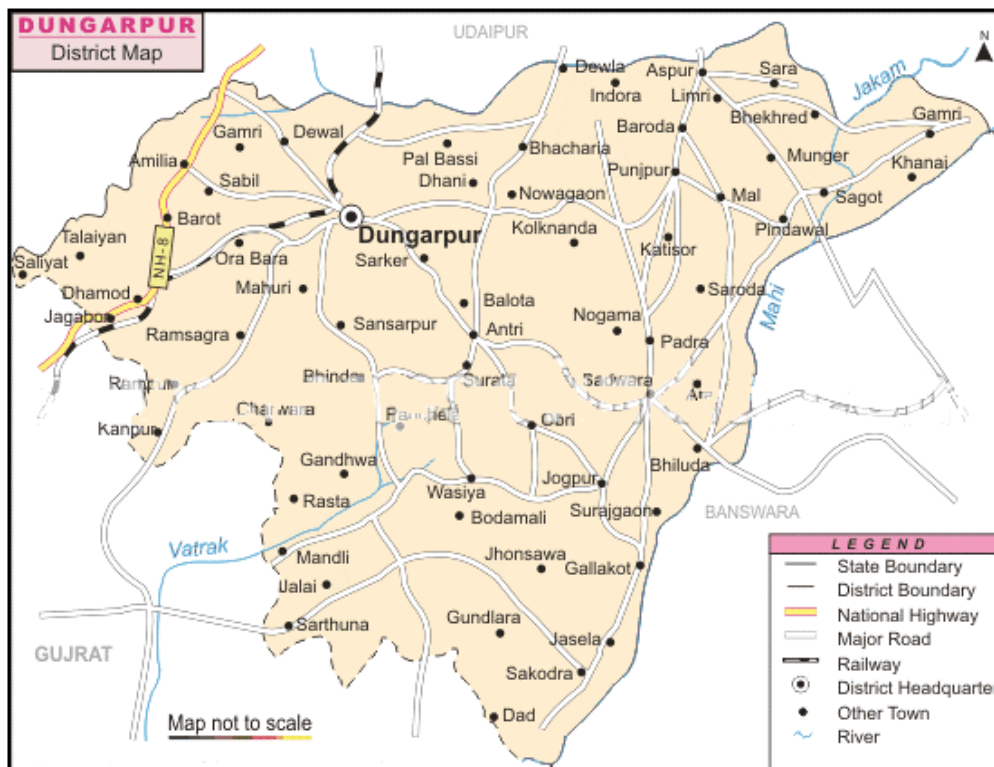 DUNGARPUR
District Map
UDAIPUR
N
Dewla
Indora
Aspur
Sara
Limri
Jakam
Bhekhred
Gamri
Gamri
Dewal
Baroda
Amilia
Pal Bassi
Bhacharia
Munger
Khanai
Sabil
Dhani
Punjpur
Nowagaon
Mal
Sagot
Barot
Dungarpur
Kolknanda
Katisor
Pindawal
Talaiyan
Saliyat
NH-8
Ora Bara
Sarker
Mahuri
Saroda
Dhamod
Balota
Mahi
Jagabor
Ramsagra
Sansarpur
Antri
Nogama
Padra
Bhinda
Surata
Sadwara
Kanpur
Obri
Gandhwa
Bhiluda
Rasta
Wasiya
Jogpur
Bodamali
Surajgaon
BANSWARA
Vatrak
Mandli
Jhonsawa
Gallakot
Jalai
Sarthuna
Gundlara
Jasela
GUJRAT
Sakodra
Dad
Map not to scale
LEGEND
State Boundary
District Boundary
National Highway
Major Road
Railway
District Headquarter
Other Town
River